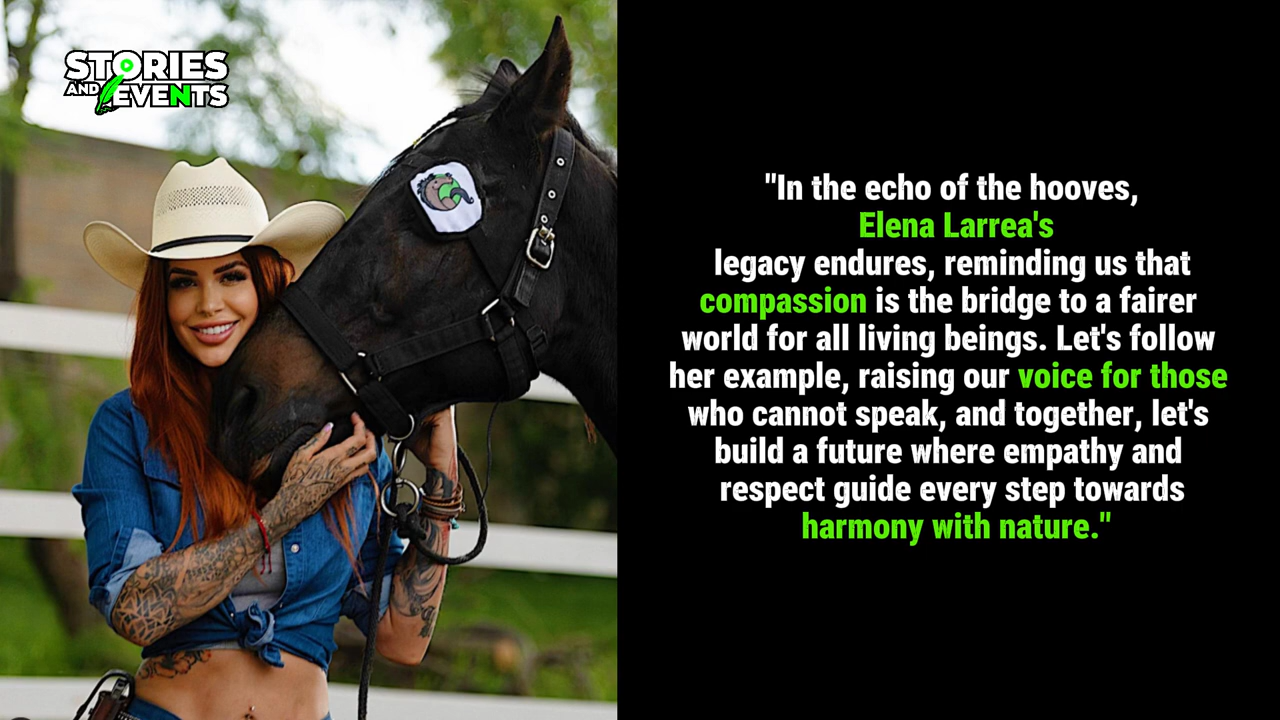 STORIES
AND EVENTS
"In the echo of the hooves,
Elena Larrea's
legacy endures, reminding us that
compassion is the bridge to a fairer
world for all living beings. Let's follow
her example, raising our voice for those
who cannot speak, and together, let's
build a future where empathy and
respect guide every step towards
harmony with nature."